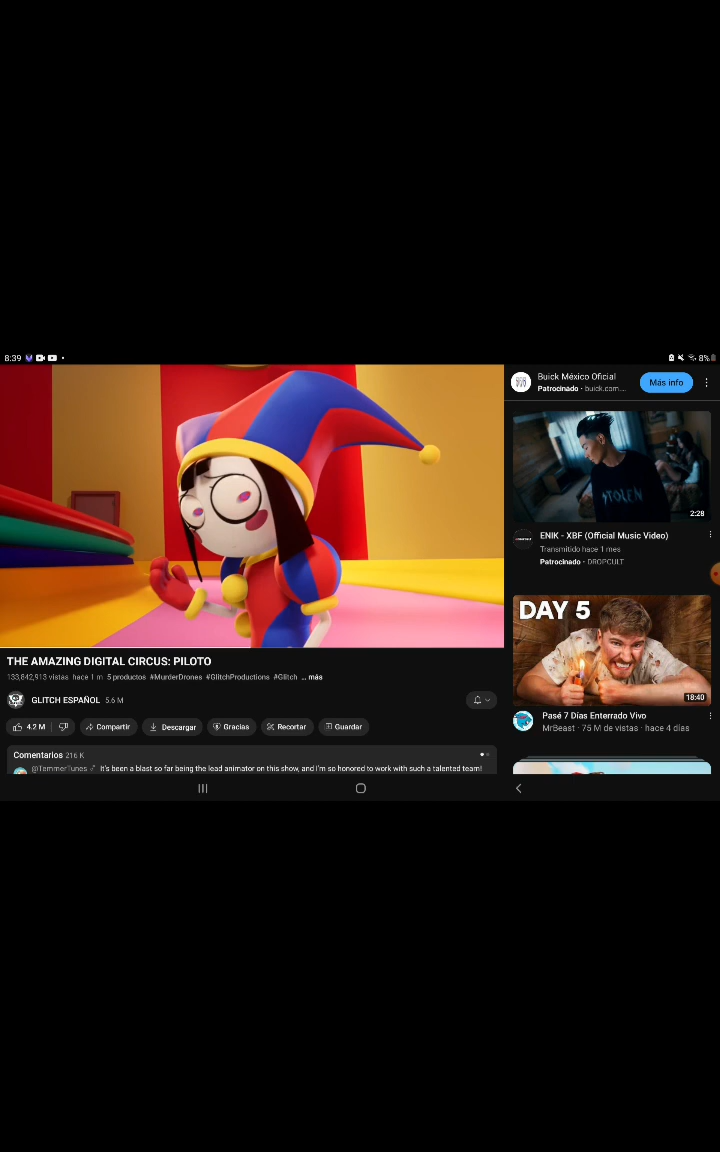 8:39
8%
THE AMAZING DIGITAL CIRCUS: PILOTO
133,842,913 vistas hace 1 m 5 productos #MurderDrones #GlitchProductions #Glitch ... más
GLITCH ESPAÑOL 5.6 M
4.2 M
Compartir
Descargar
Gracias
Recortar
Guardar
Comentarios 216 K
@TemmerTunes It's been a blast so far being the lead animator on this show, and I'm so honored to work with such a talented team!
Buick México Oficial
Patrocinado • buick.com...
Más info
STOLEN
2:28
ENIK - XBF (Official Music Video)
Transmitido hace 1 mes
Patrocinado • DROPCULT
DAY 5
18:40
Pasé 7 Días Enterrado Vivo
MrBeast · 75 M de vistas · hace 4 días